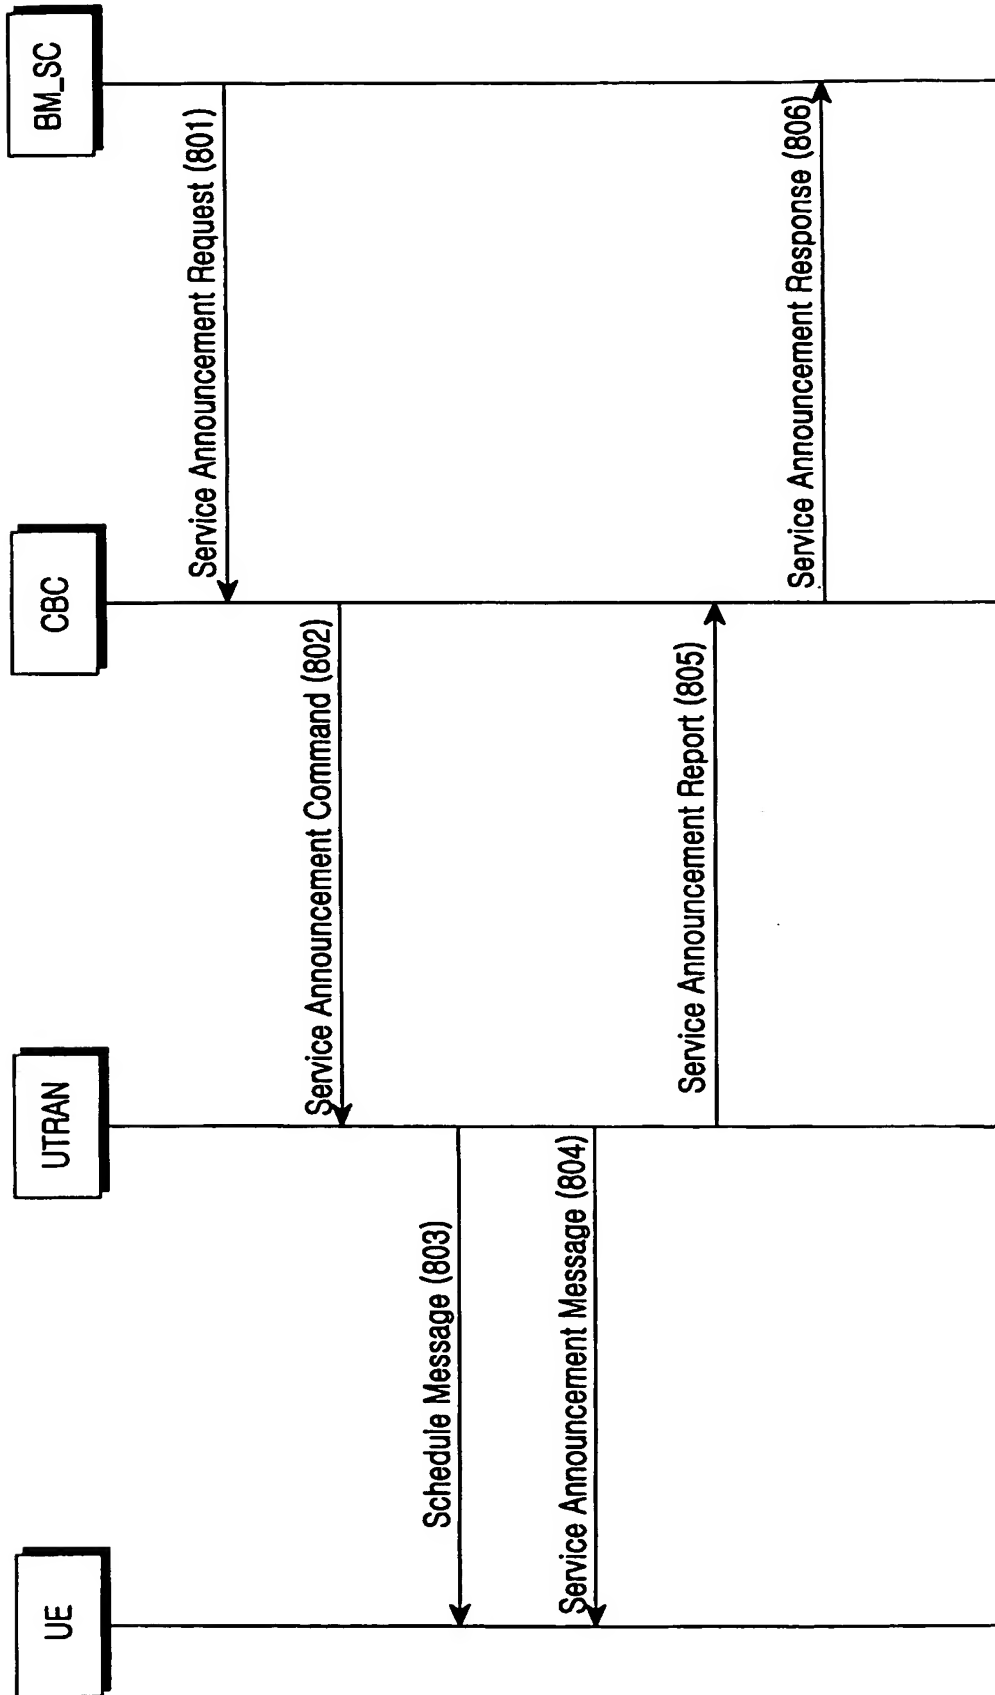 UE
UTRAN
CBC
BM_SC
Service Announcement Request (801)
Service Announcement Command (802)
Schedule Message (803)
Service Announcement Message (804)
Service Announcement Report (805)
Service Announcement Response (806)